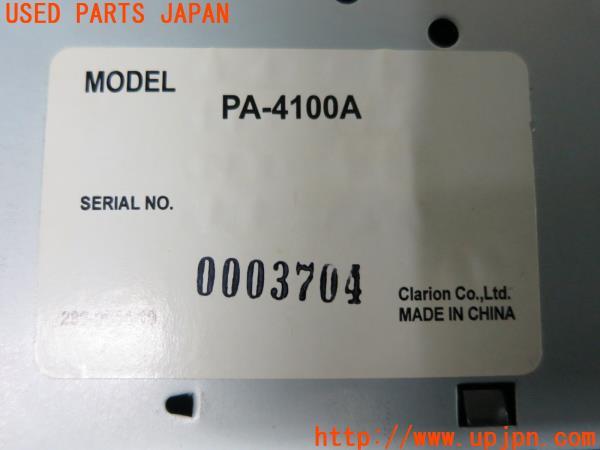 USED PARTS JAPAN
MODEL
PA-4100A
SERIAL NO.
0003704
Clarion Co.,Ltd.
MADE IN CHINA
http://www.upjpn.com/